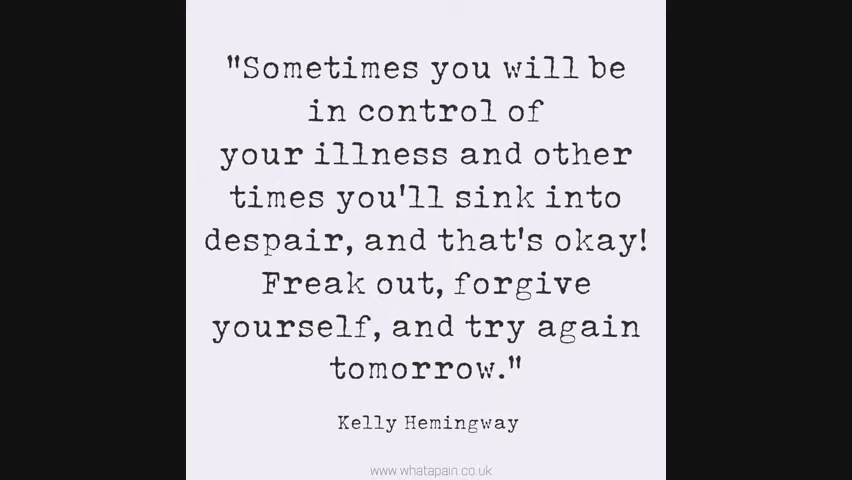 "Sometimes you will be
in control of
your illness and other
times you'll sink into
despair, and that's okay!
Freak out, forgive
yourself, and try again
tomorrow."
Kelly Hemingway
www.whatapain.co.uk